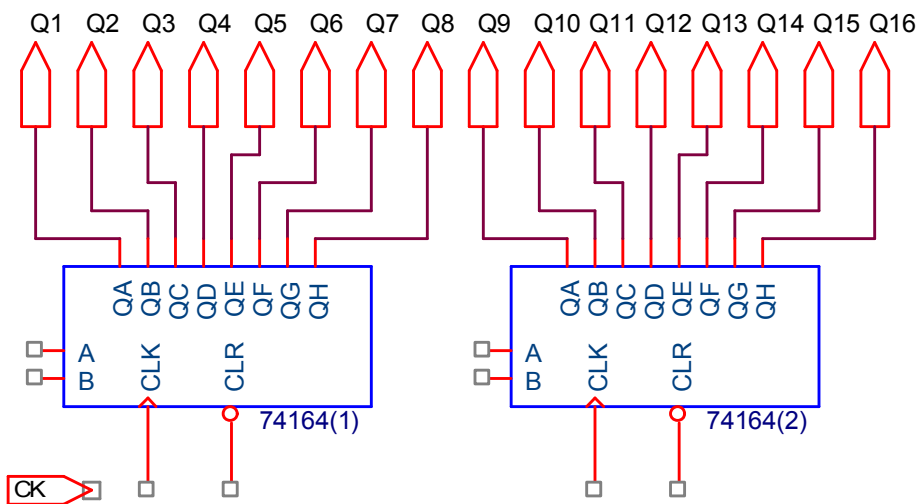 Q1 Q2 Q3 Q4 Q5 Q6 Q7 Q8 Q9 Q10 Q11 Q12 Q13 Q14 Q15 Q16
QA QB QC QD QE QF QG QH QA QB QC QD QE QF QG QH
A CLK CLR A CLK CLR
B B
74164(1) 74164(2)
CK